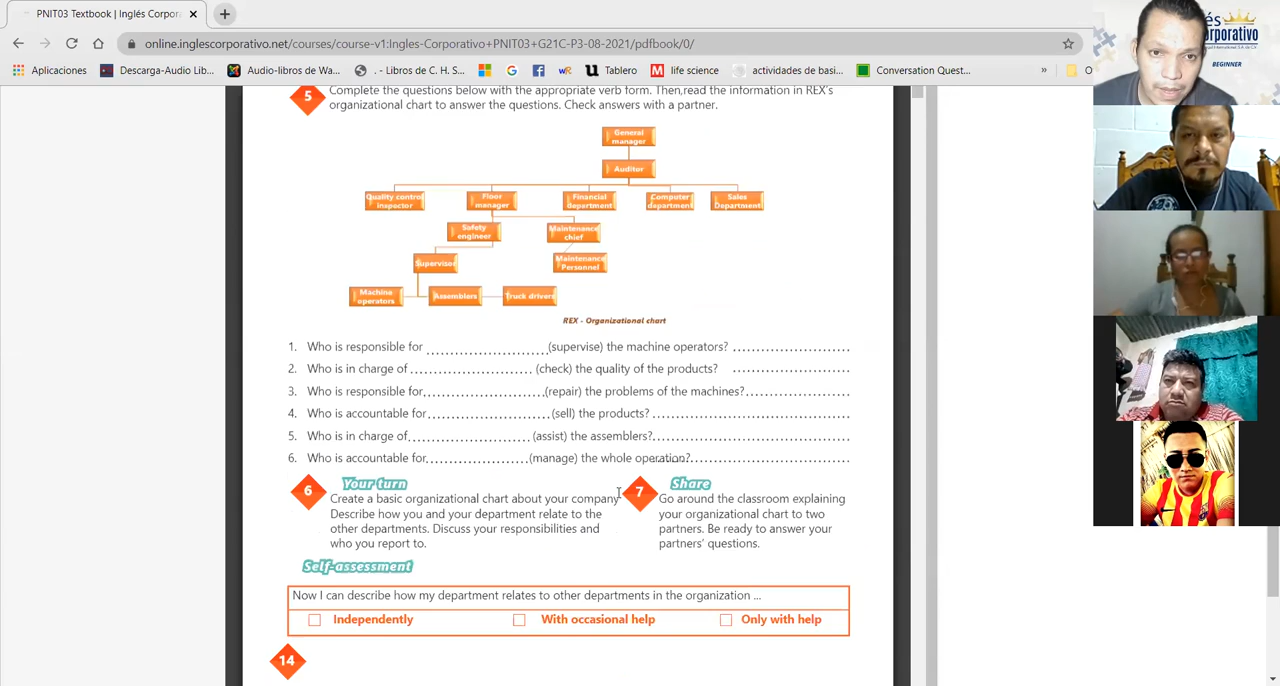 PNIT03 Textbook | Inglés Corpor
online.inglescorporativo.net/courses/course-v1:Ingles-Corporativo+PNIT03+G21C-P3-08-2021/pdfbook/0/
Aplicaciones
Descarga Audio Lib...
Audio-libros de Wa...
. - Libros de C. H. S...
Tablero
life science
actividades de basi...
Conversation Quest...
»
O
és
orporativo
BEGINNER
5
Complete the questions below with the appropriate verb form. Then,read the information in REX's
organizational chart to answer the questions. Check answers with a partner.
General manager
Auditor
Quality control inspector
Floor manager
Financial department
Computer department
Sales Department
Safety engineer
Maintenance chief
Supervisor
Maintenance Personnel
Machine operators
Assemblers
Truck drivers
REX - Organizational chart
1. Who is responsible for ........................... (supervise) the machine operators? ..........................
2. Who is in charge of ........................... (check) the quality of the products? ..........................
3. Who is responsible for........................... (repair) the problems of the machines?.......................
4. Who is accountable for........................... (sell) the products? ............................................
5. Who is in charge of........................... (assist) the assemblers?............................................
6. Who is accountable for....................... (manage) the whole operation?...................................
6
Your turn
Create a basic organizational chart about your company
Describe how you and your department relate to the
other departments. Discuss your responsibilities and
who you report to.
7
Share
Go around the classroom explaining
your organizational chart to two
partners. Be ready to answer your
partners' questions.
Self-assessment
Now I can describe how my department relates to other departments in the organization ...
Independently
With occasional help
Only with help
14